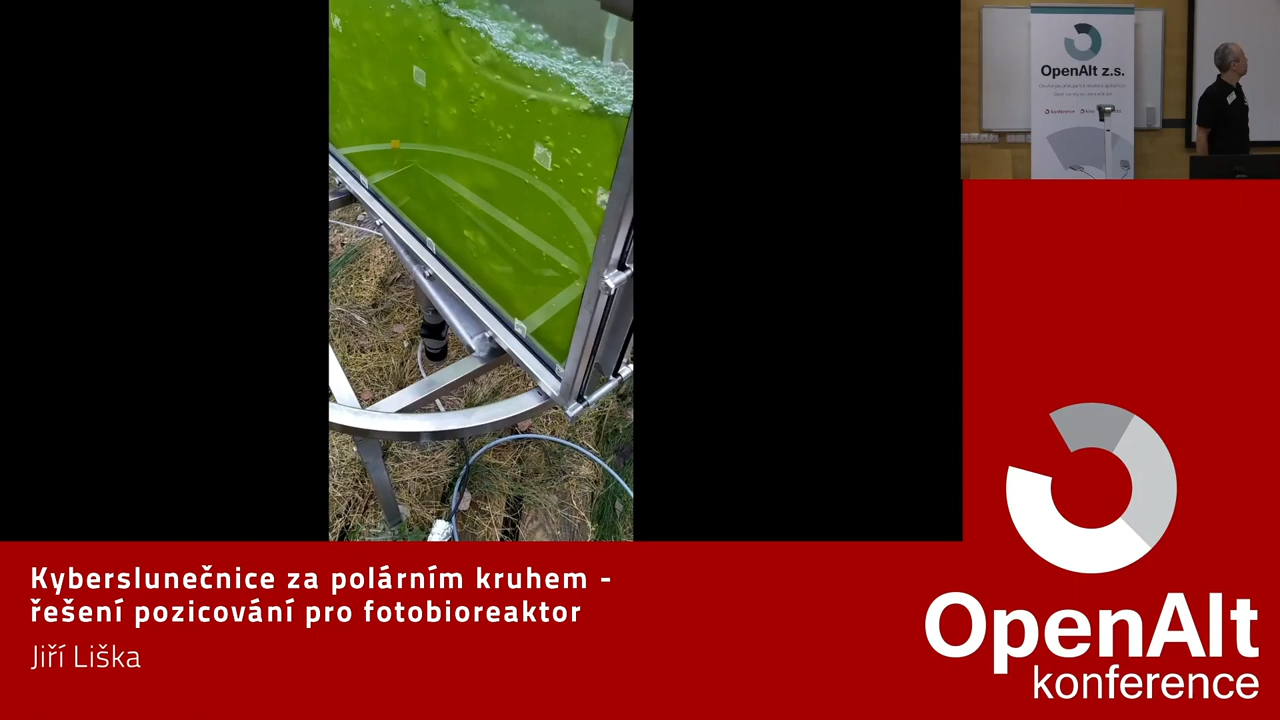 OpenAlt z.s.
Kyberslunečnice za polárním kruhem -
řešení pozicování pro fotobioreaktor
Jiří Liška
OpenAlt
konference